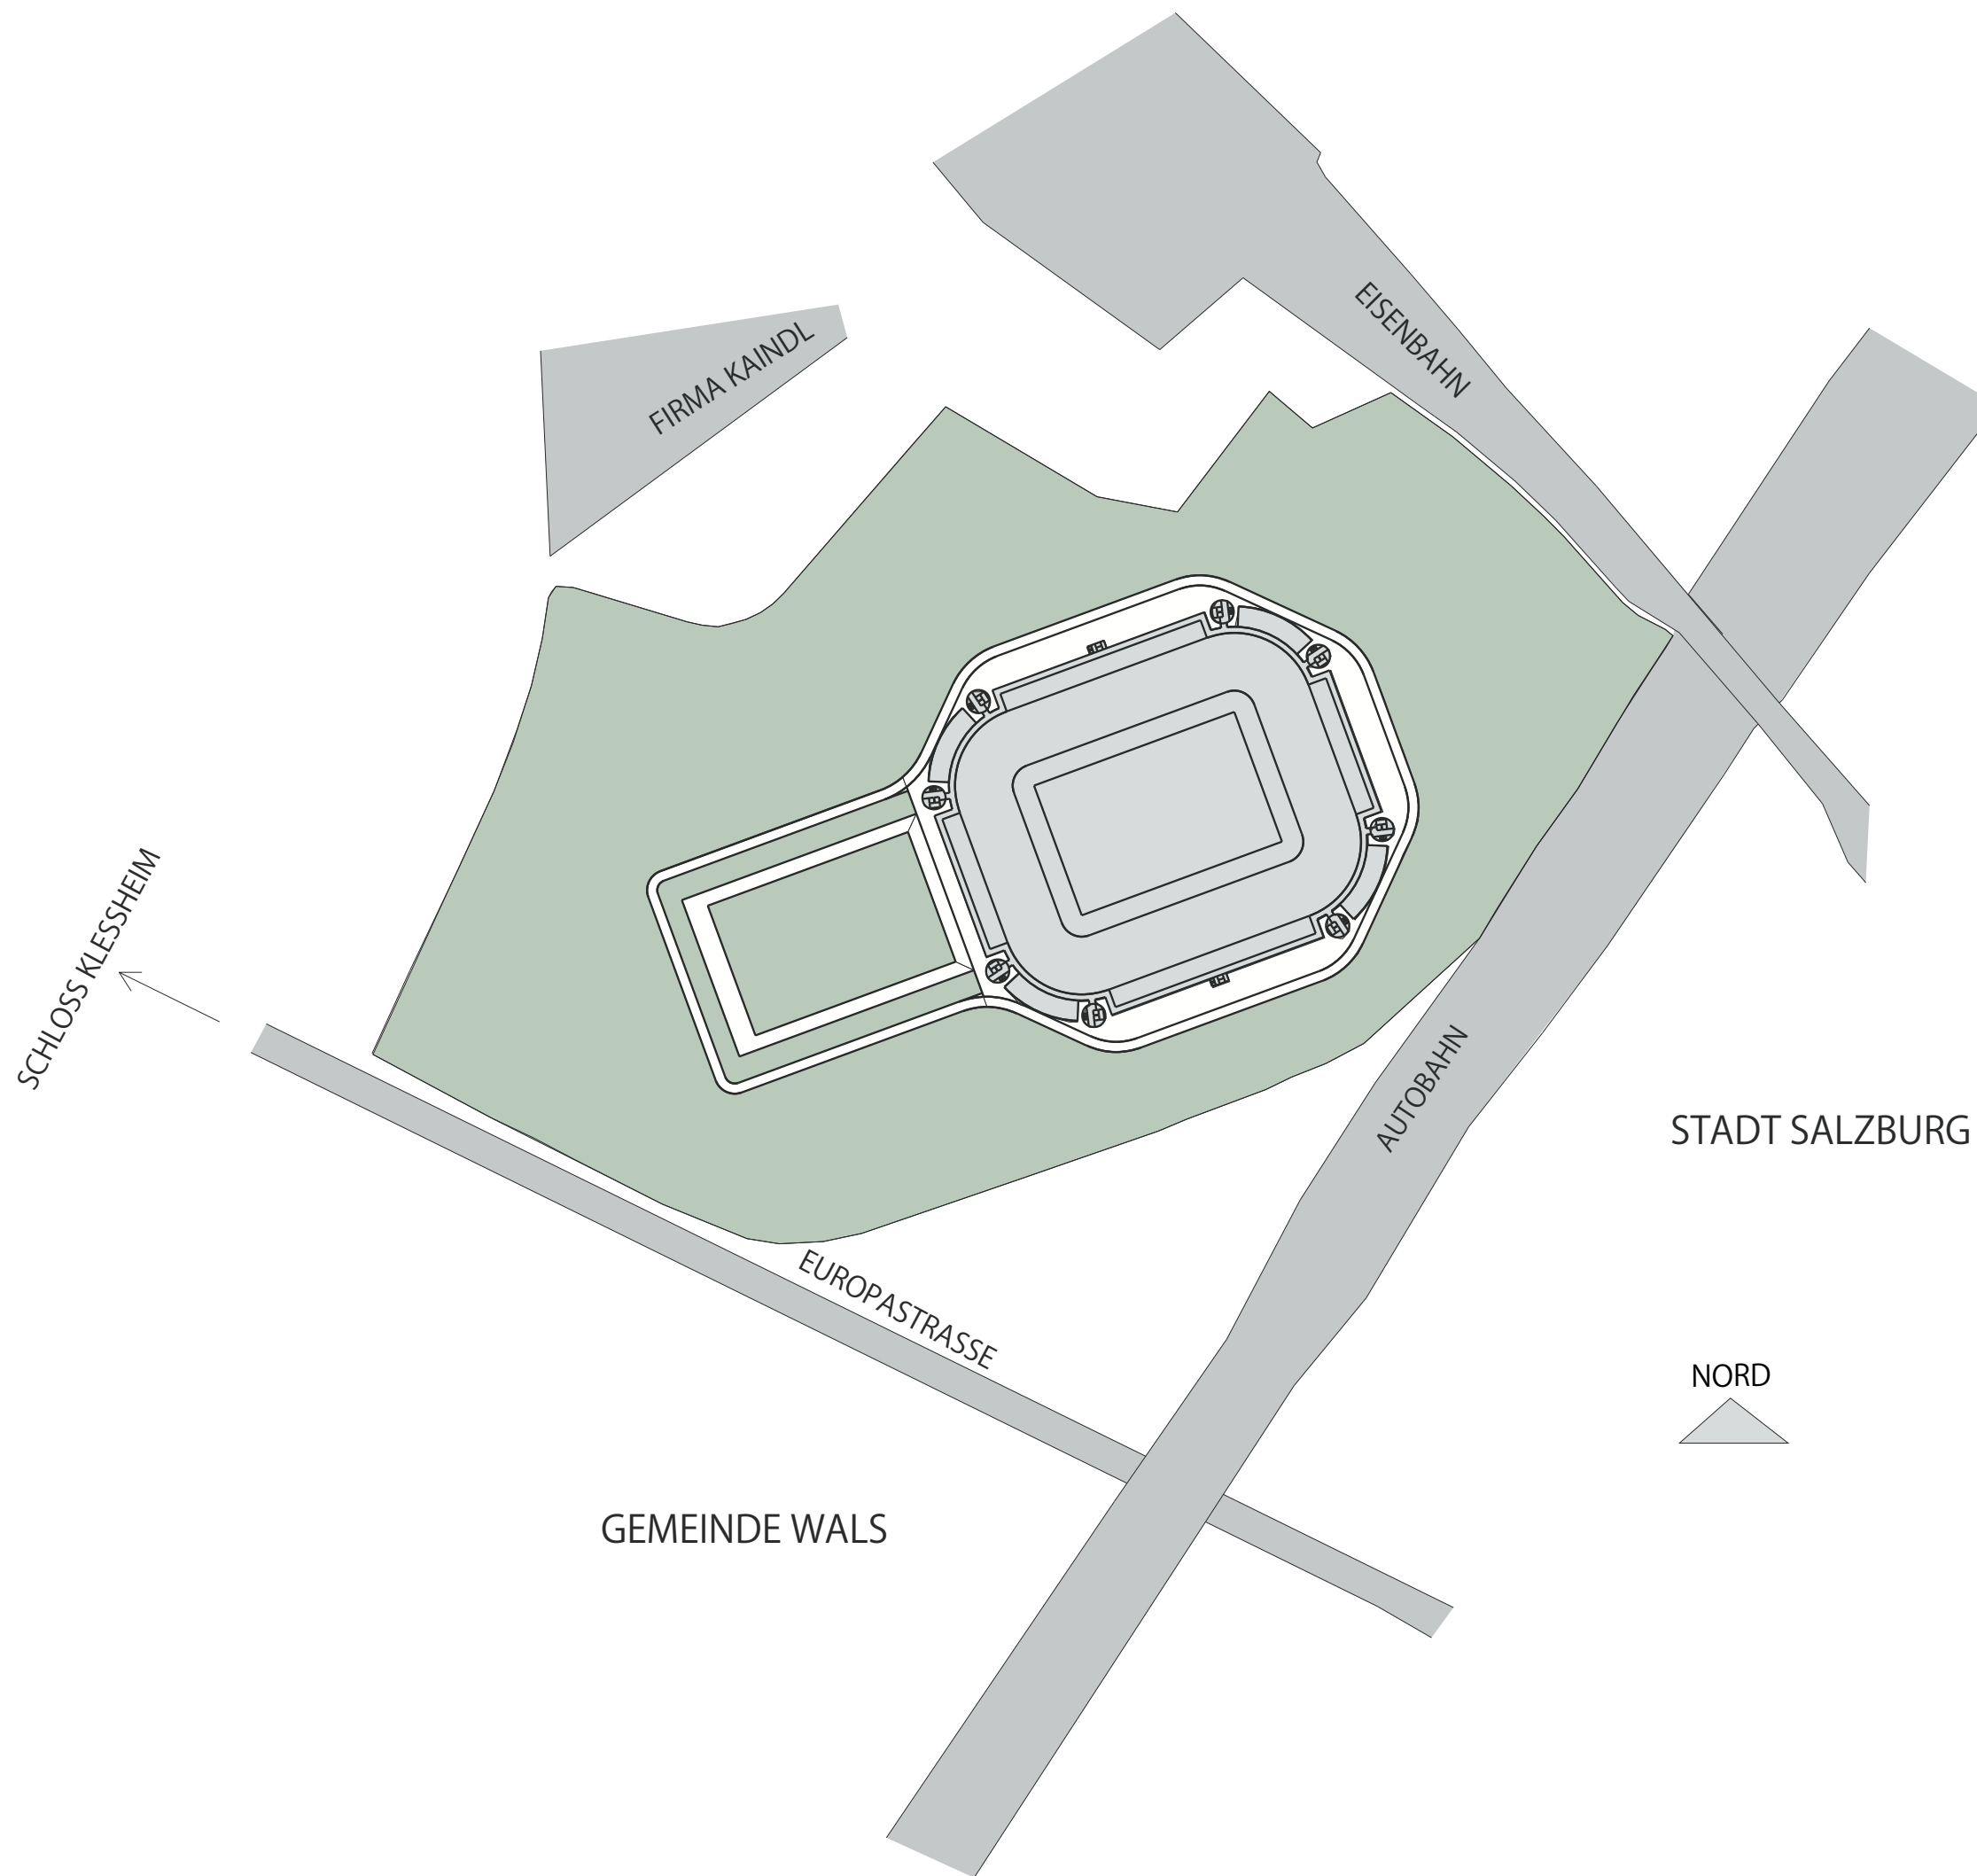 EISENBAHN
FIRMA KAINDL
SCHLOSS KLESSHEIM
AUTOBAHN
STADT SALZBURG
EUROPASTRASSE
NORD
GEMEINDE WALS